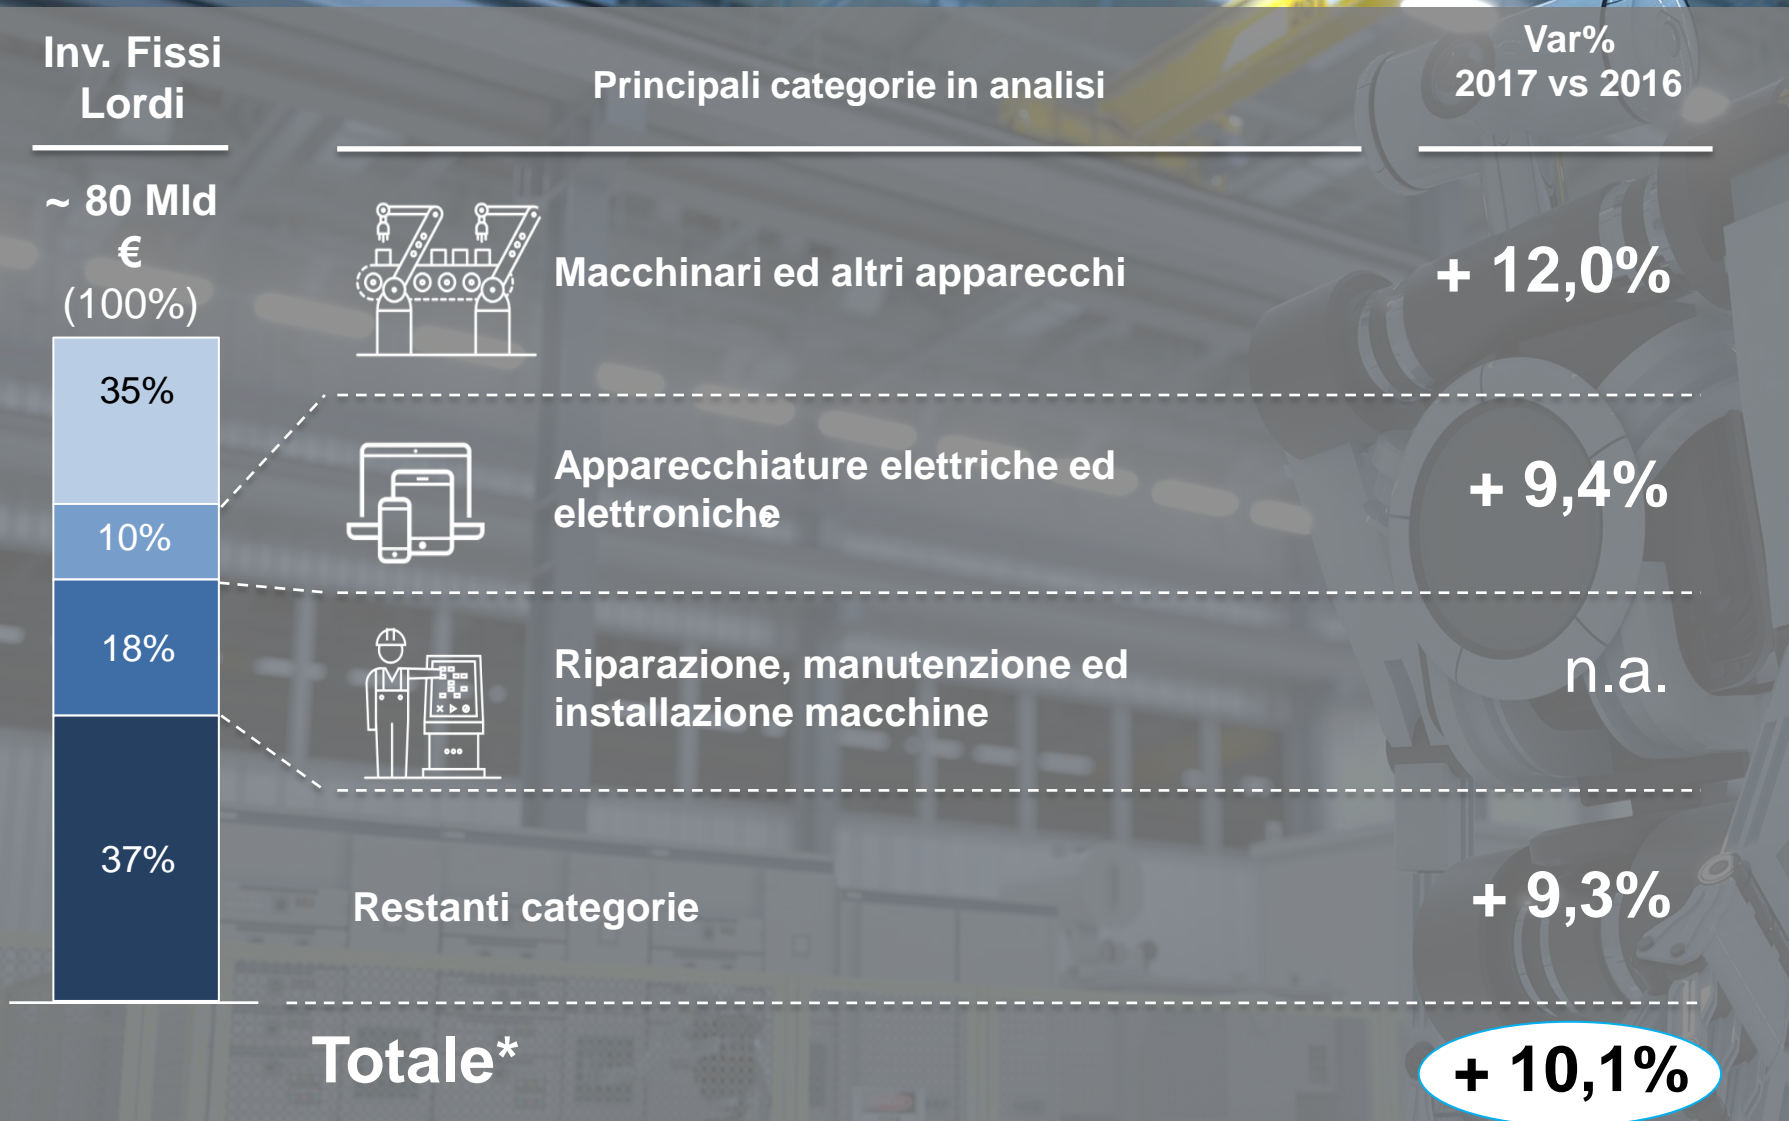 Inv. Fissi
Lordi
Principali categorie in analisi
Var%
2017 vs 2016
~ 80 Mld
€
(100%)
35%
Macchinari ed altri apparecchi
+ 12,0%
10%
Apparecchiature elettriche ed
elettroniche
+ 9,4%
18%
Riparazione, manutenzione ed
installazione macchine
n.a.
37%
Restanti categorie
+ 9,3%
Totale*
+ 10,1%